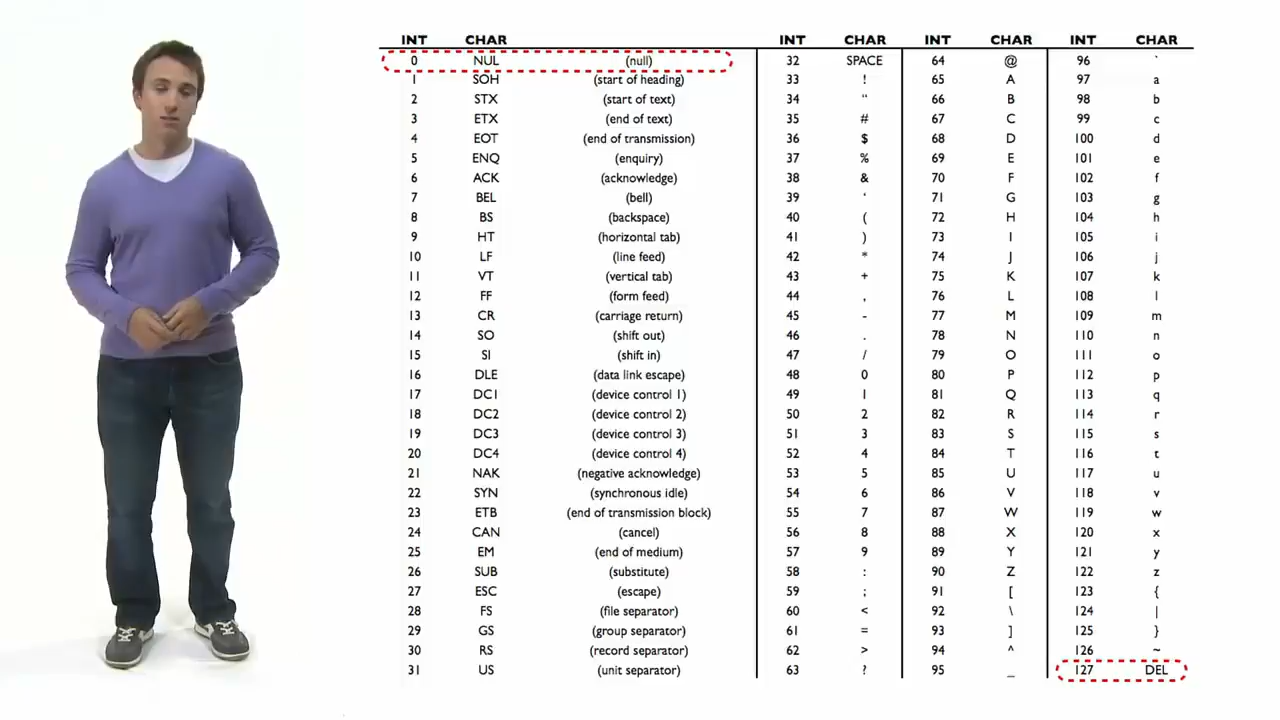 INT CHAR INT CHAR INT CHAR INT CHAR
0 NUL (null) 32 SPACE 64 @ 96 `
1 SOH (start of heading) 33 ! 65 A 97 a
2 STX (start of text) 34 “ 66 B 98 b
3 ETX (end of text) 35 # 67 C 99 c
4 EOT (end of transmission) 36 $ 68 D 100 d
5 ENQ (enquiry) 37 % 69 E 101 e
6 ACK (acknowledge) 38 & 70 F 102 f
7 BEL (bell) 39 ‘ 71 G 103 g
8 BS (backspace) 40 ( 72 H 104 h
9 HT (horizontal tab) 41 ) 73 I 105 i
10 LF (line feed) 42 * 74 J 106 j
11 VT (vertical tab) 43 + 75 K 107 k
12 FF (form feed) 44 , 76 L 108 l
13 CR (carriage return) 45 - 77 M 109 m
14 SO (shift out) 46 . 78 N 110 n
15 SI (shift in) 47 / 79 O 111 o
16 DLE (data link escape) 48 0 80 P 112 p
17 DC1 (device control 1) 49 1 81 Q 113 q
18 DC2 (device control 2) 50 2 82 R 114 r
19 DC3 (device control 3) 51 3 83 S 115 s
20 DC4 (device control 4) 52 4 84 T 116 t
21 NAK (negative acknowledge) 53 5 85 U 117 u
22 SYN (synchronous idle) 54 6 86 V 118 v
23 ETB (end of transmission block) 55 7 87 W 119 w
24 CAN (cancel) 56 8 88 X 120 x
25 EM (end of medium) 57 9 89 Y 121 y
26 SUB (substitute) 58 : 90 Z 122 z
27 ESC (escape) 59 ; 91 [ 123 {
28 FS (file separator) 60 < 92 \ 124 |
29 GS (group separator) 61 = 93 ] 125 }
30 RS (record separator) 62 > 94 ^ 126 ~
31 US (unit separator) 63 ? 95 _ 127 DEL